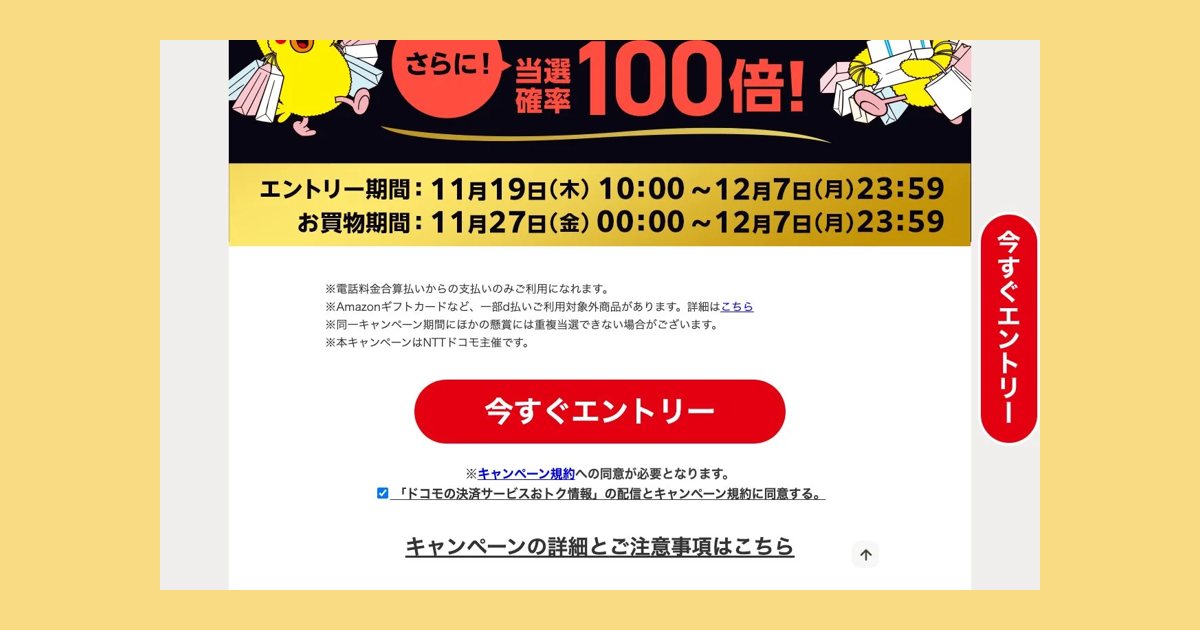 さらに!
当選確率100倍!
エントリー期間：11月19日(木) 10:00～12月7日(月)23:59
お買物期間：11月27日(金) 00:00～12月7日(月)23:59
※電話料金合算払いからの支払いのみご利用になれます。
※Amazonギフトカードなど、一部d払いご利用対象外商品があります。詳細はこちら
※同一キャンペーン期間にほかの懸賞には重複当選できない場合がございます。
※本キャンペーンはNTTドコモ主催です。
今すぐエントリー
今すぐエントリー
※キャンペーン規約への同意が必要となります。
「ドコモの決済サービスおトク情報」の配信とキャンペーン規約に同意する。
キャンペーンの詳細とご注意事項はこちら